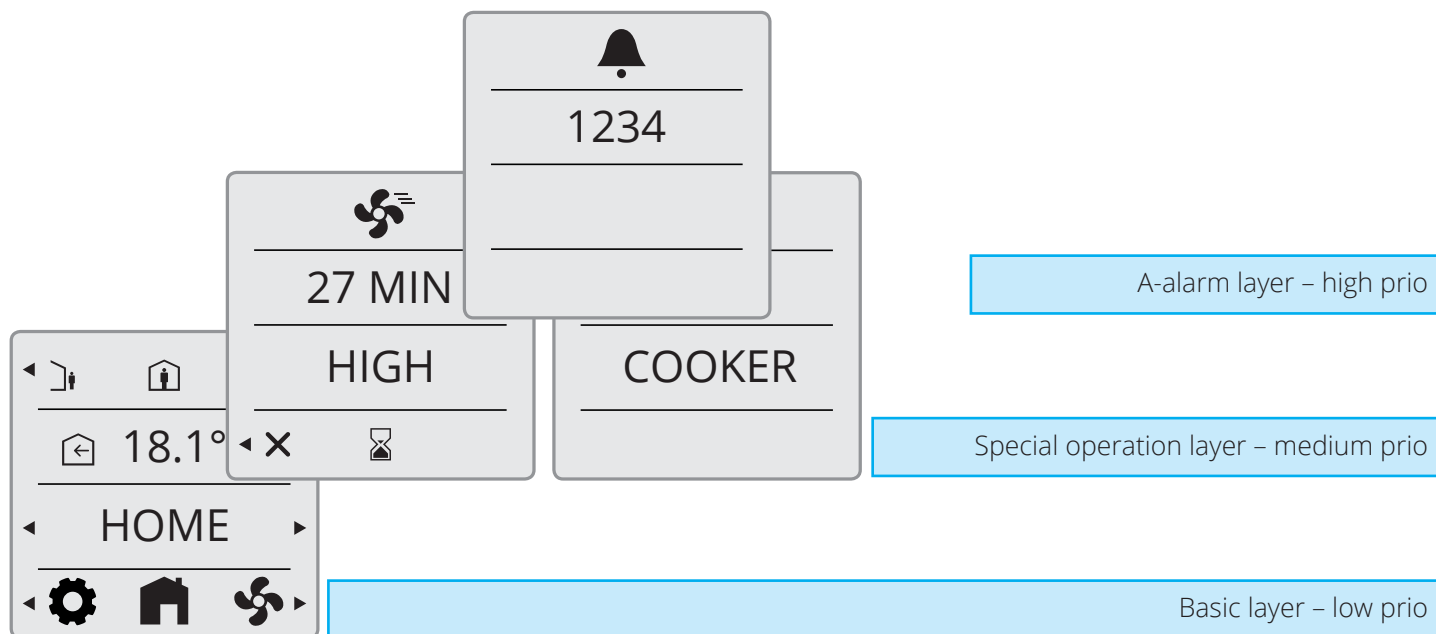 1234
27 MIN
HIGH
COOKER
18.1°
HOME
A-alarm layer – high prio
Special operation layer – medium prio
Basic layer – low prio